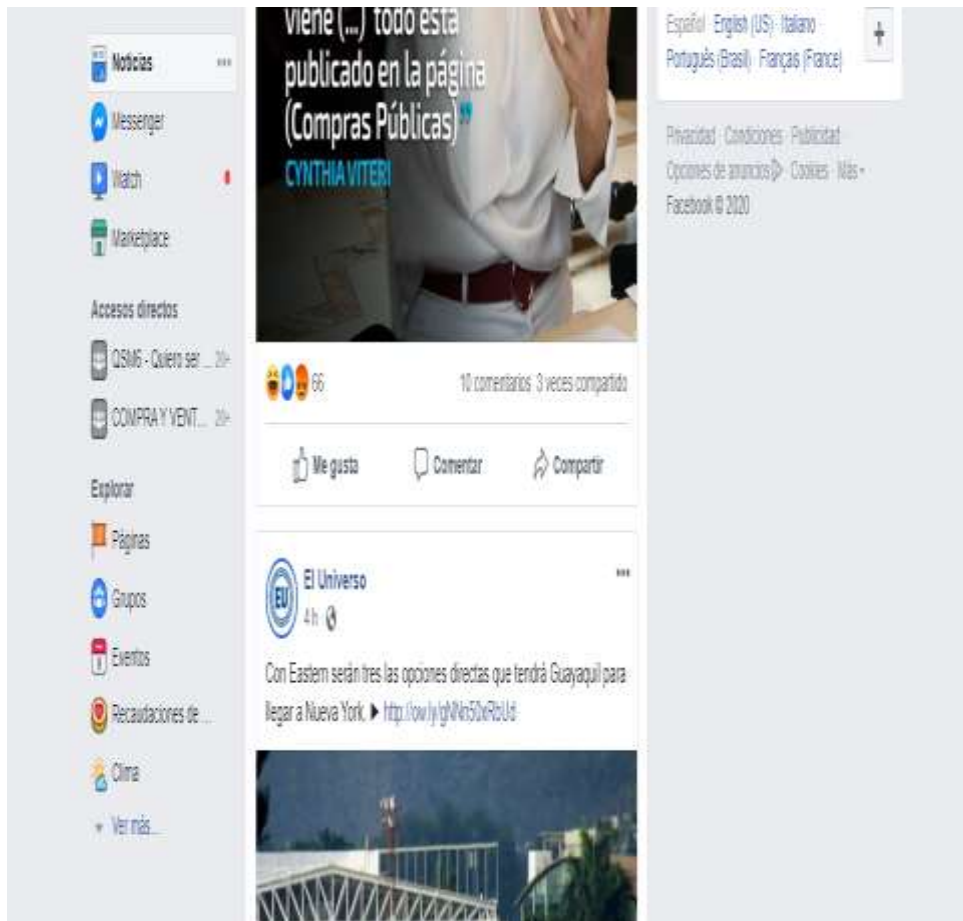 Noticias
Messenger
Watch
Marketplace
Accesos directos
QSM6 - Quiero ser ... 20+
COMPRA Y VENT... 20+
Explorar
Páginas
Grupos
Eventos
Recaudaciones de ...
Clima
Ver más...
viene (...) todo está
publicado en la página
(Compras Públicas)”
CYNTHIA VITERI
66
10 comentarios 3 veces compartido
Me gusta Comentar Compartir
EU
El Universo
4 h
Con Eastern serán tres las opciones directas que tendrá Guayaquil para
llegar a Nueva York. ▶
Español · English (US) · Italiano ·
Português (Brasil) · Français (France)
Privacidad · Condiciones · Publicidad ·
Opciones de anuncios · Cookies · Más
Facebook © 2020